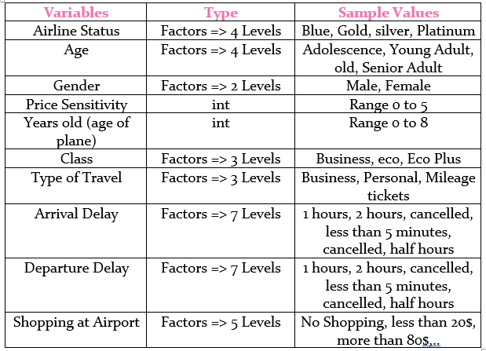 Variables Type Sample Values
Airline Status Factors => 4 Levels Blue, Gold, silver, Platinum
Age Factors => 4 Levels Adolescence, Young Adult,
old, Senior Adult
Gender Factors => 2 Levels Male, Female
Price Sensitivity int Range 0 to 5
Years old (age of int Range 0 to 8
plane)
Class Factors => 3 Levels Business, eco, Eco Plus
Type of Travel Factors => 3 Levels Business, Personal, Mileage
tickets
Arrival Delay Factors => 7 Levels 1 hours, 2 hours, cancelled,
less than 5 minutes,
cancelled, half hours
Departure Delay Factors => 7 Levels 1 hours, 2 hours, cancelled,
less than 5 minutes,
cancelled, half hours
Shopping at Airport Factors => 5 Levels No Shopping, less than 20$,
more than 80$,..